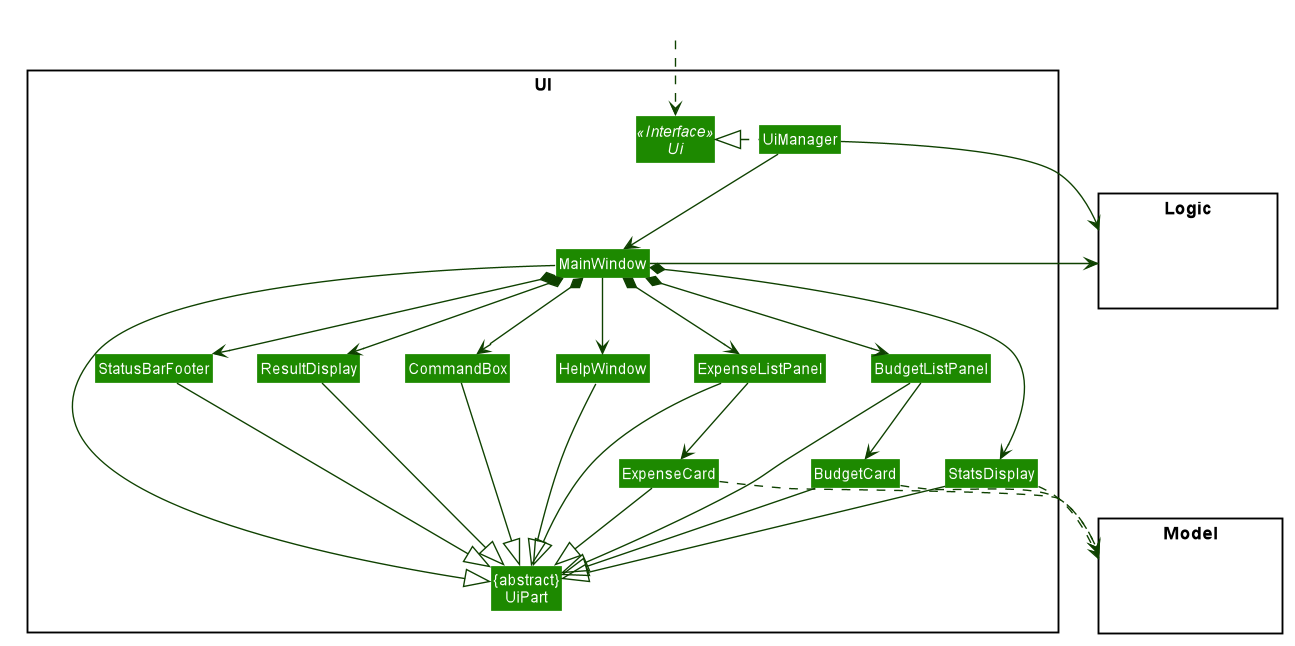 UI
«Interface»
Ui
UiManager
Logic
MainWindow
StatusBarFooter
ResultDisplay
CommandBox
HelpWindow
ExpenseListPanel
BudgetListPanel
ExpenseCard
BudgetCard
StatsDisplay
Model
{abstract}
UiPart